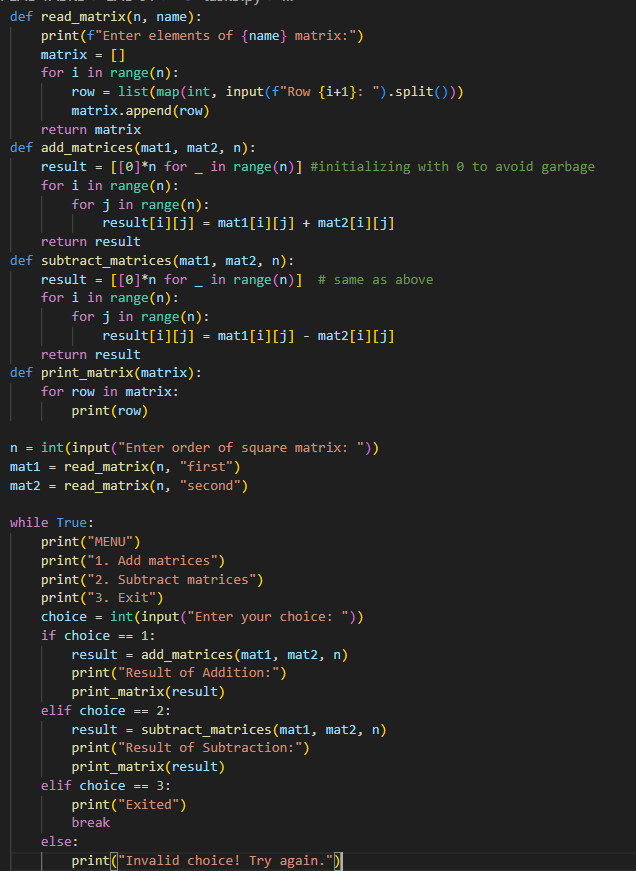 def read_matrix(n, name):
    print(f"Enter elements of {name} matrix:")
    matrix = []
    for i in range(n):
        row = list(map(int, input(f"Row {i+1}: ").split()))
        matrix.append(row)
    return matrix
def add_matrices(mat1, mat2, n):
    result = [[0]*n for _ in range(n)] #initializing with 0 to avoid garbage
    for i in range(n):
        for j in range(n):
            result[i][j] = mat1[i][j] + mat2[i][j]
    return result
def subtract_matrices(mat1, mat2, n):
    result = [[0]*n for _ in range(n)]  # same as above
    for i in range(n):
        for j in range(n):
            result[i][j] = mat1[i][j] - mat2[i][j]
    return result
def print_matrix(matrix):
    for row in matrix:
        print(row)

n = int(input("Enter order of square matrix: "))
mat1 = read_matrix(n, "first")
mat2 = read_matrix(n, "second")

while True:
    print("MENU")
    print("1. Add matrices")
    print("2. Subtract matrices")
    print("3. Exit")
    choice = int(input("Enter your choice: "))
    if choice == 1:
        result = add_matrices(mat1, mat2, n)
        print("Result of Addition:")
        print_matrix(result)
    elif choice == 2:
        result = subtract_matrices(mat1, mat2, n)
        print("Result of Subtraction:")
        print_matrix(result)
    elif choice == 3:
        print("Exited")
        break
    else:
        print("Invalid choice! Try again.")